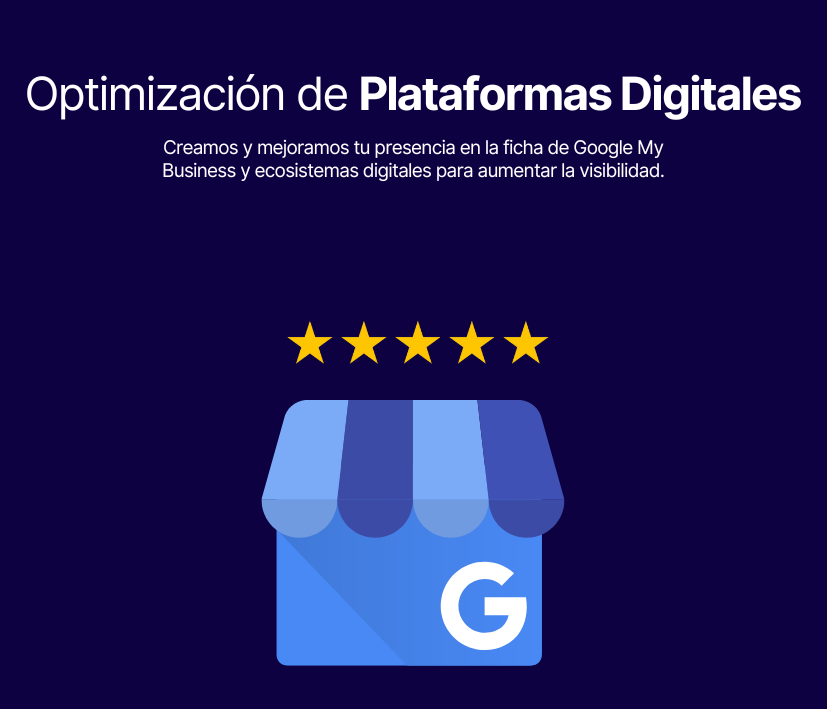 Optimización de Plataformas Digitales
Creamos y mejoramos tu presencia en la ficha de Google My
Business y ecosistemas digitales para aumentar la visibilidad.
G